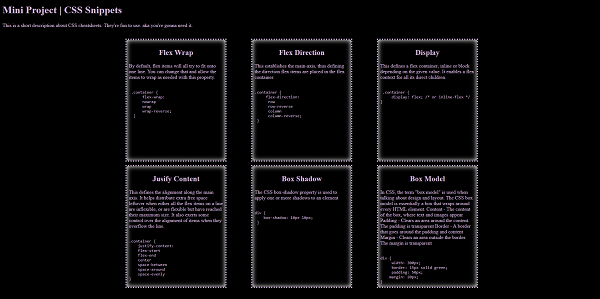 Mini Project | CSS Snippets
This is a short description about CSS cheatsheets. They're fun to use. aka you're gonna need it
Flex Wrap
By default, flex items will all try to fit onto
one line. You can change that and allow the
items to wrap as needed with this property.
.container {
flex-wrap:
nowrap
wrap
wrap-reverse;
}
Flex Direction
This establishes the main-axis, thus defining
the direction flex items are placed in the flex
container.
.container {
flex-direction:
row
row-reverse
column
column-reverse;
}
Display
This defines a flex container; inline or block
depending on the given value. It enables a flex
context for all its direct children.
.container {
display: flex; /* or inline-flex */
}
Jusify Content
This defines the alignment along the main
axis. It helps distribute extra free space
leftover when either all the flex items on a line
are inflexible, or are flexible but have reached
their maximum size. It also exerts some
control over the alignment of items when they
overflow the line.
.container {
justify-content:
flex-start
flex-end
center
space-between
space-around
space-evenly
}
Box Shadow
The CSS box-shadow property is used to
apply one or more shadows to an element
div {
box-shadow: 10px 10px;
}
Box Model
In CSS, the term "box model" is used when
talking about design and layout. The CSS box
model is essentially a box that wraps around
every HTML element. Content - The content
of the box, where text and images appear
Padding - Clears an area around the content.
The padding is transparent Border - A border
that goes around the padding and content
Margin - Clears an area outside the border.
The margin is transparent
div {
width: 300px;
border: 15px solid green;
padding: 50px;
margin: 20px;
}